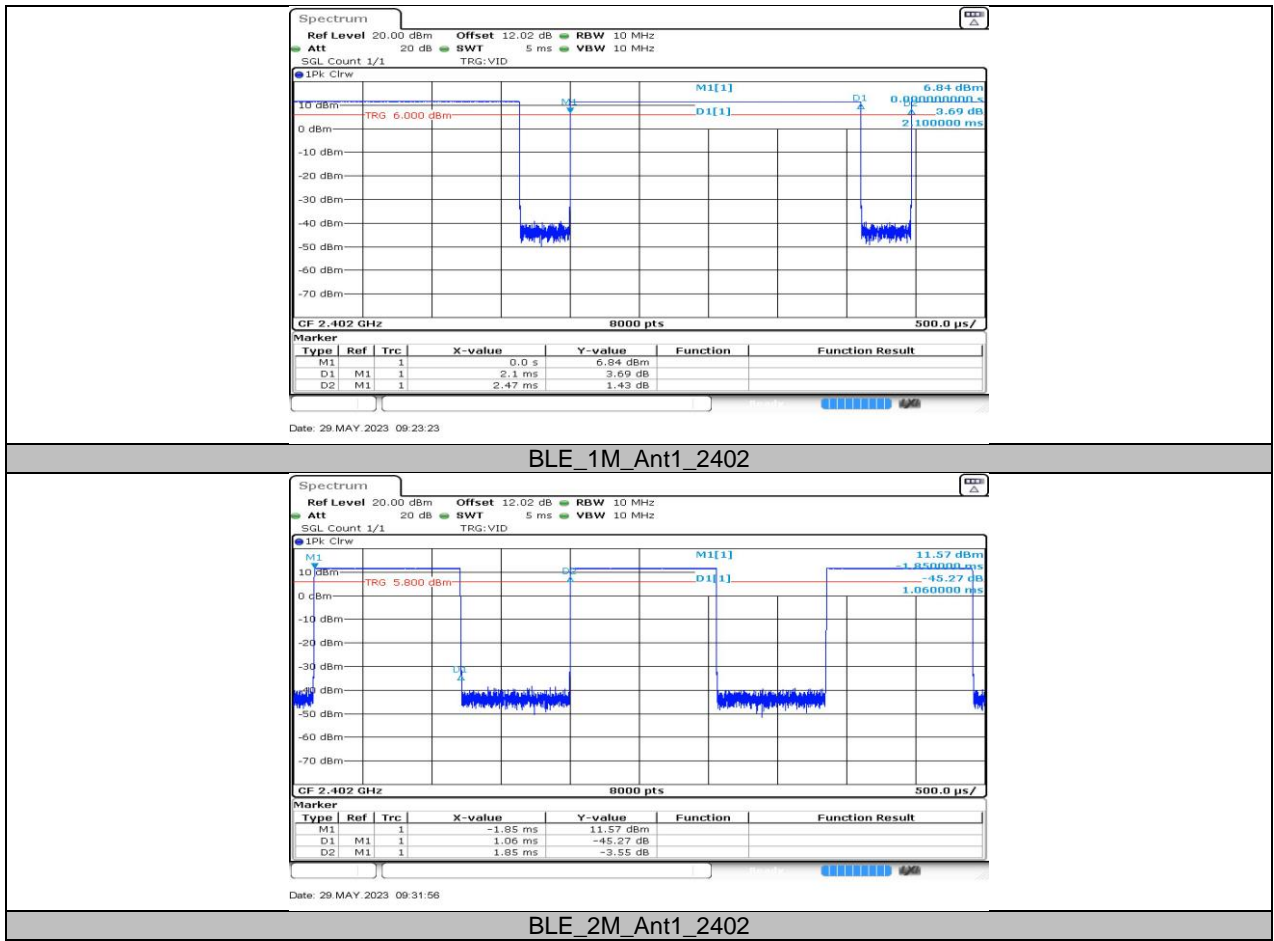 Spectrum
Ref Level 20.00 dBm Offset 12.02 dB RBW 10 MHz
Att 20 dB SWT 5 ms VBW 10 MHz
SGL Count 1/1 TRG:VID
1Pk Clrw
M1[1] 6.84 dBm
M1 D1 0.000000000 s
10 dBm D2
TRG 6.000 dBm D1[1] 3.69 dB
0 dBm 2.100000 ms
-10 dBm
-20 dBm
-30 dBm
-40 dBm
-50 dBm
-60 dBm
-70 dBm
CF 2.402 GHz 8000 pts 500.0 µs/
Marker
Type Ref Trc X-value Y-value Function Function Result
M1 1 0.0 s 6.84 dBm
D1 M1 1 2.1 ms 3.69 dB
D2 M1 1 2.47 ms 1.43 dB
Date: 29.MAY.2023 09:23:23
BLE_1M_Ant1_2402
Spectrum
Ref Level 20.00 dBm Offset 12.02 dB RBW 10 MHz
Att 20 dB SWT 5 ms VBW 10 MHz
SGL Count 1/1 TRG:VID
1Pk Clrw
M1 M1[1] 11.57 dBm
-1.850000 ms
10 dBm D2
TRG 5.800 dBm D1[1] -45.27 dB
0 dBm 1.060000 ms
-10 dBm
-20 dBm
-30 dBm
D1
-40 dBm
-50 dBm
-60 dBm
-70 dBm
CF 2.402 GHz 8000 pts 500.0 µs/
Marker
Type Ref Trc X-value Y-value Function Function Result
M1 1 -1.85 ms 11.57 dBm
D1 M1 1 1.06 ms -45.27 dB
D2 M1 1 1.85 ms -3.55 dB
Date: 29.MAY.2023 09:31:56
BLE_2M_Ant1_2402